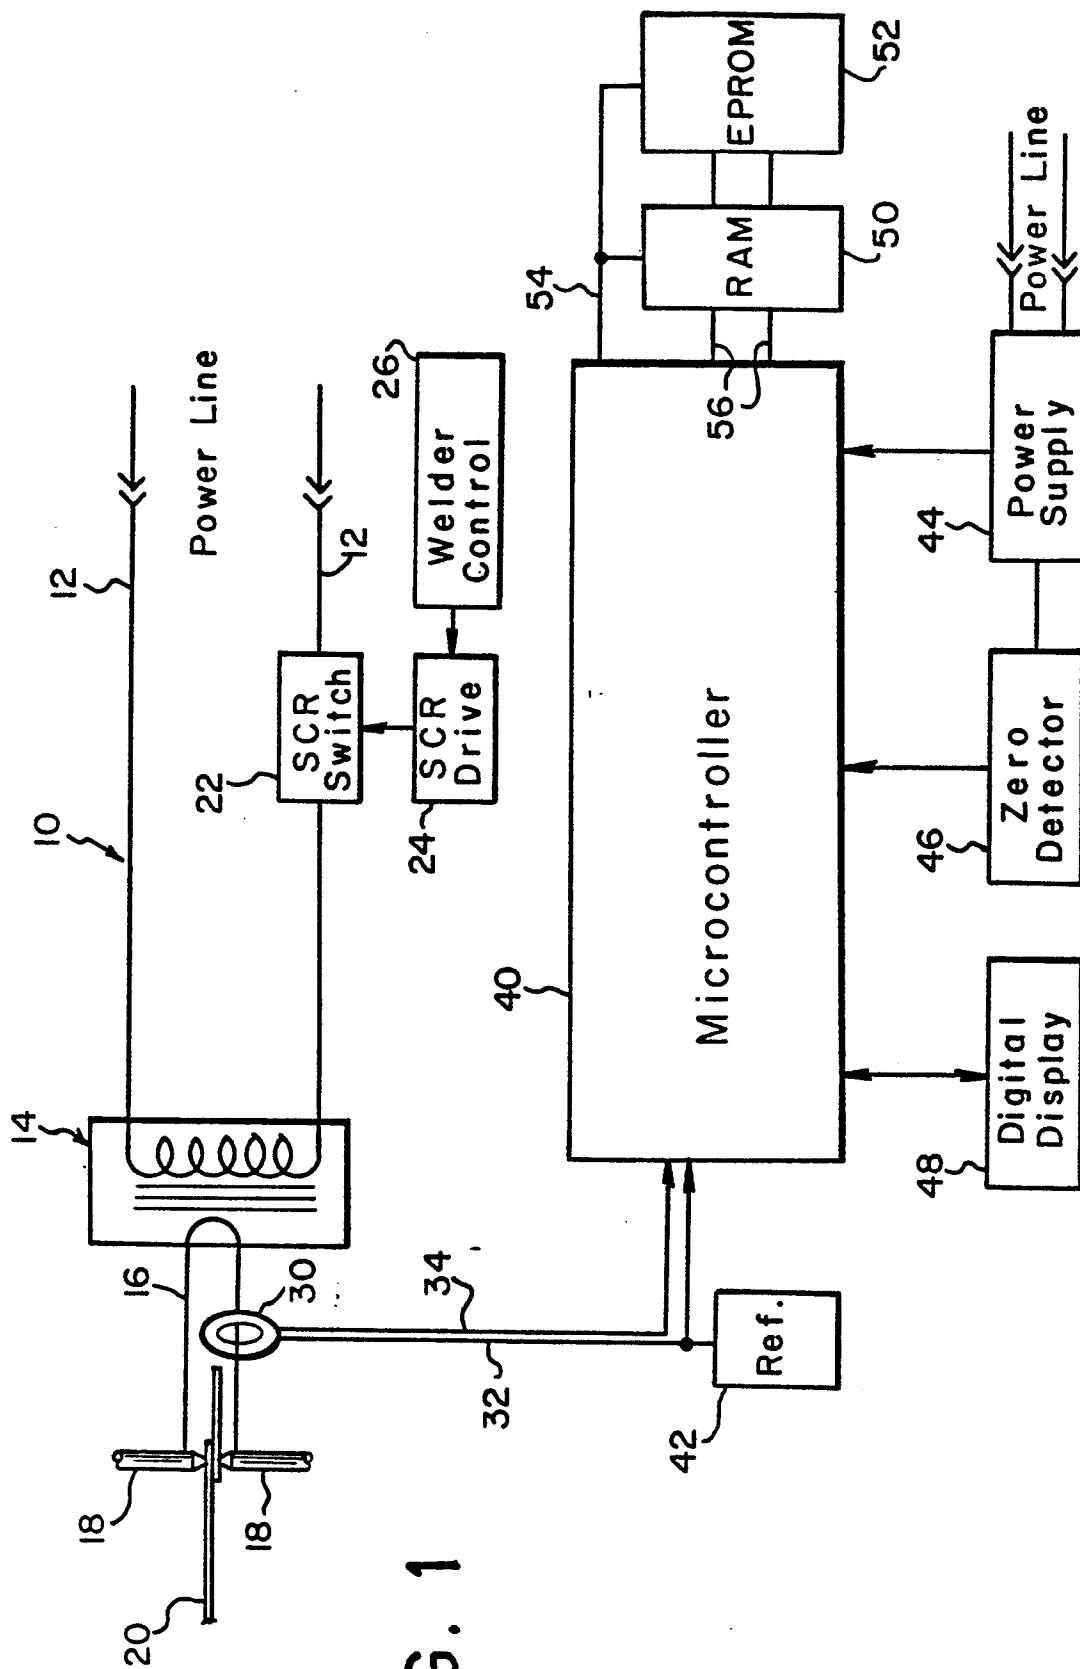 10
12
Power Line
12
14
16
18
18
20
22
SCR
Switch
24
SCR
Drive
26
Welder
Control
30
32
34
40
Microcontroller
42
Ref.
44
Power
Supply
Power Line
46
Zero
Detector
48
Digital
Display
50
RAM
52
EPROM
54
56
G. 1